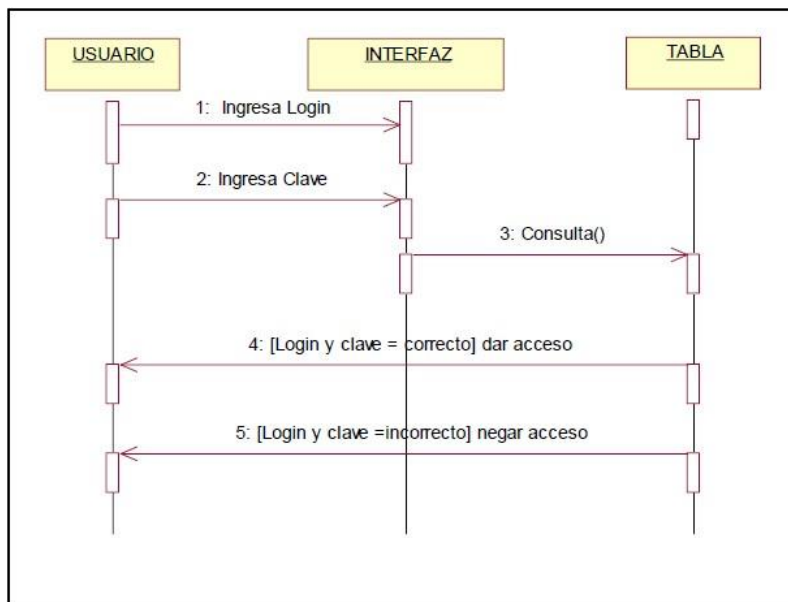 USUARIO
INTERFAZ
TABLA
1: Ingresa Login
2: Ingresa Clave
3: Consulta()
4: [Login y clave = correcto] dar acceso
5: [Login y clave =incorrecto] negar acceso